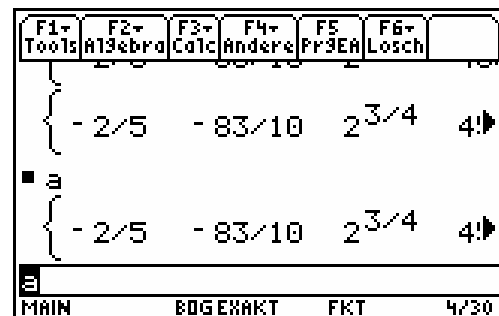 F1▾ F2▾ F3▾ F4▾ F5 F6▾
Tools Algebra Calc Andere PrgEA Lösch
{ -2/5 -83/10 2^3/4 4!▶
■ a
{ -2/5 -83/10 2^3/4 4!▶
a
MAIN BOG EXAKT FKT 4/30